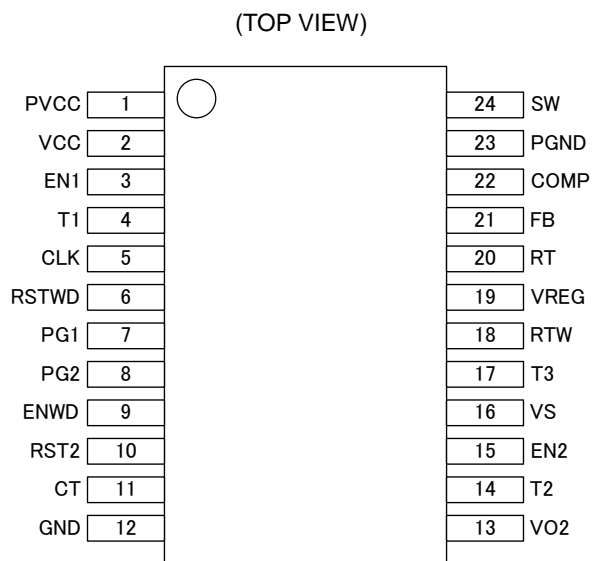 (TOP VIEW)
PVCC 1 24 SW
VCC 2 23 PGND
EN1 3 22 COMP
T1 4 21 FB
CLK 5 20 RT
RSTWD 6 19 VREG
PG1 7 18 RTW
PG2 8 17 T3
ENWD 9 16 VS
RST2 10 15 EN2
CT 11 14 T2
GND 12 13 VO2